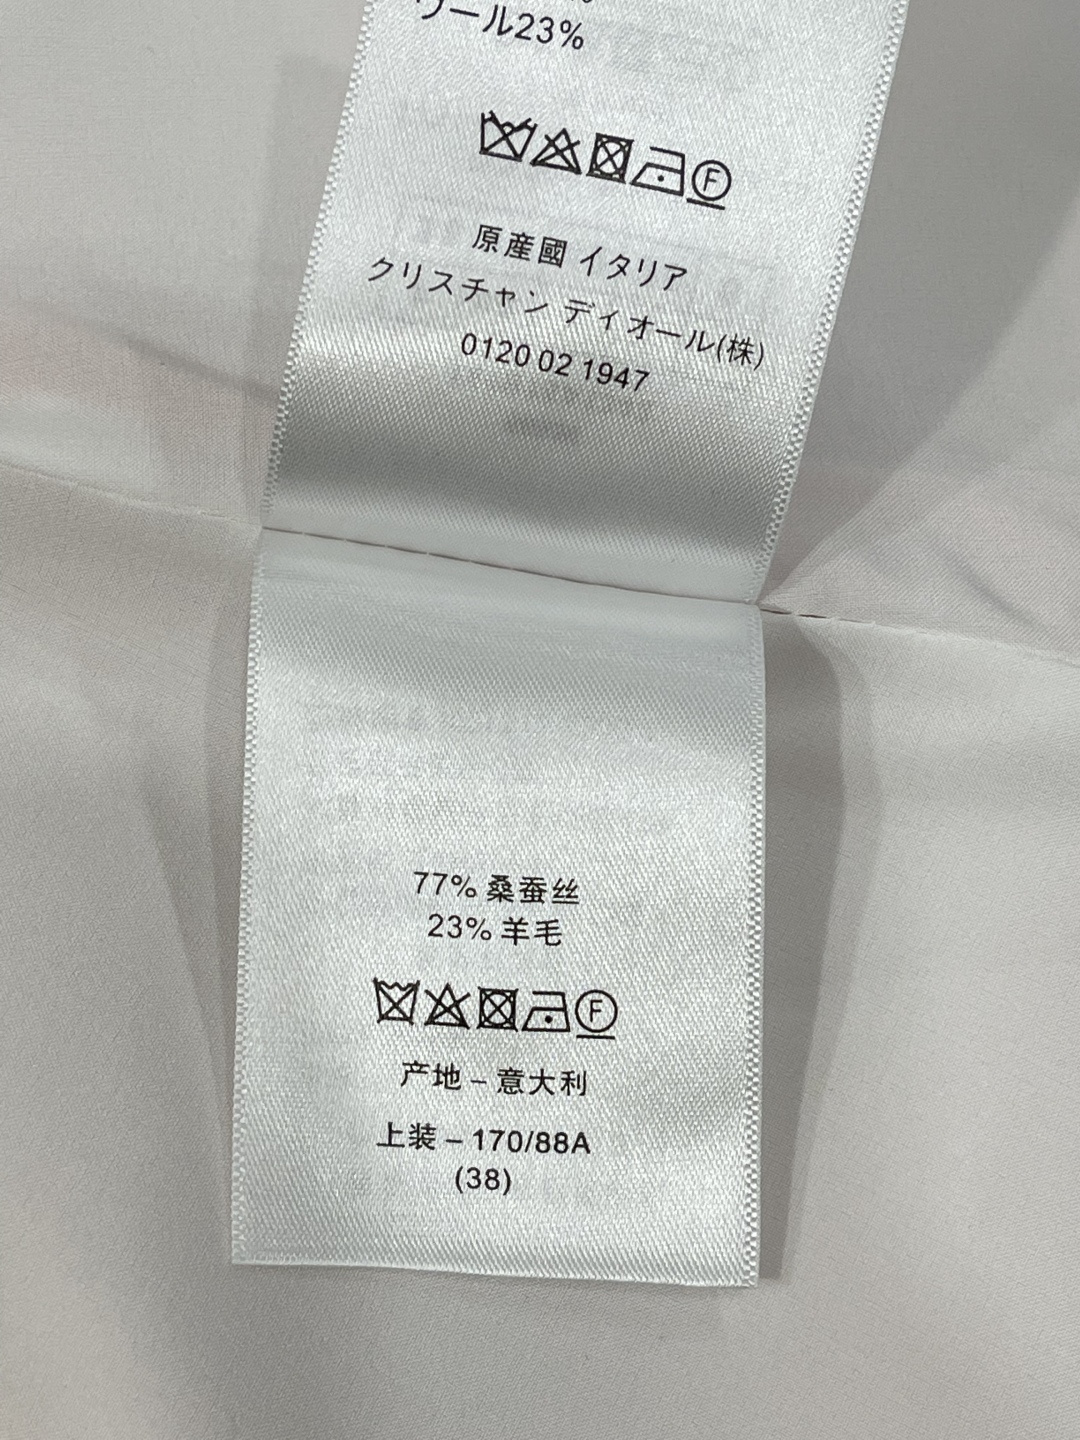 ウール23%
F
原産國 イタリア
クリスチャン ディオール(株)
0120 02 1947
77% 桑蚕丝
23% 羊毛
F
产地 – 意大利
上装 – 170/88A
(38)